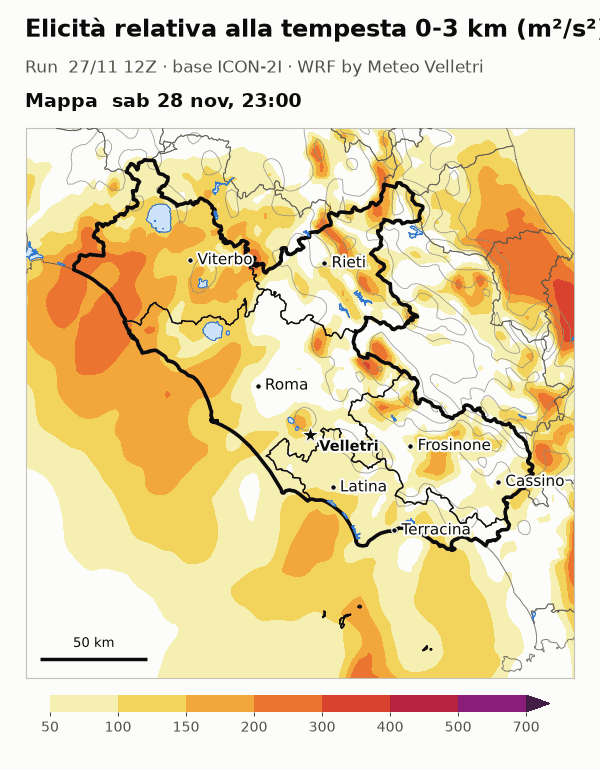 Elicità relativa alla tempesta 0-3 km (m²/s²)
Run 27/11 12Z · base ICON-2I · WRF by Meteo Velletri
Mappa sab 28 nov, 23:00
Viterbo
Rieti
Roma
Velletri
Frosinone
Latina
Cassino
Terracina
50 km
50 100 150 200 300 400 500 700